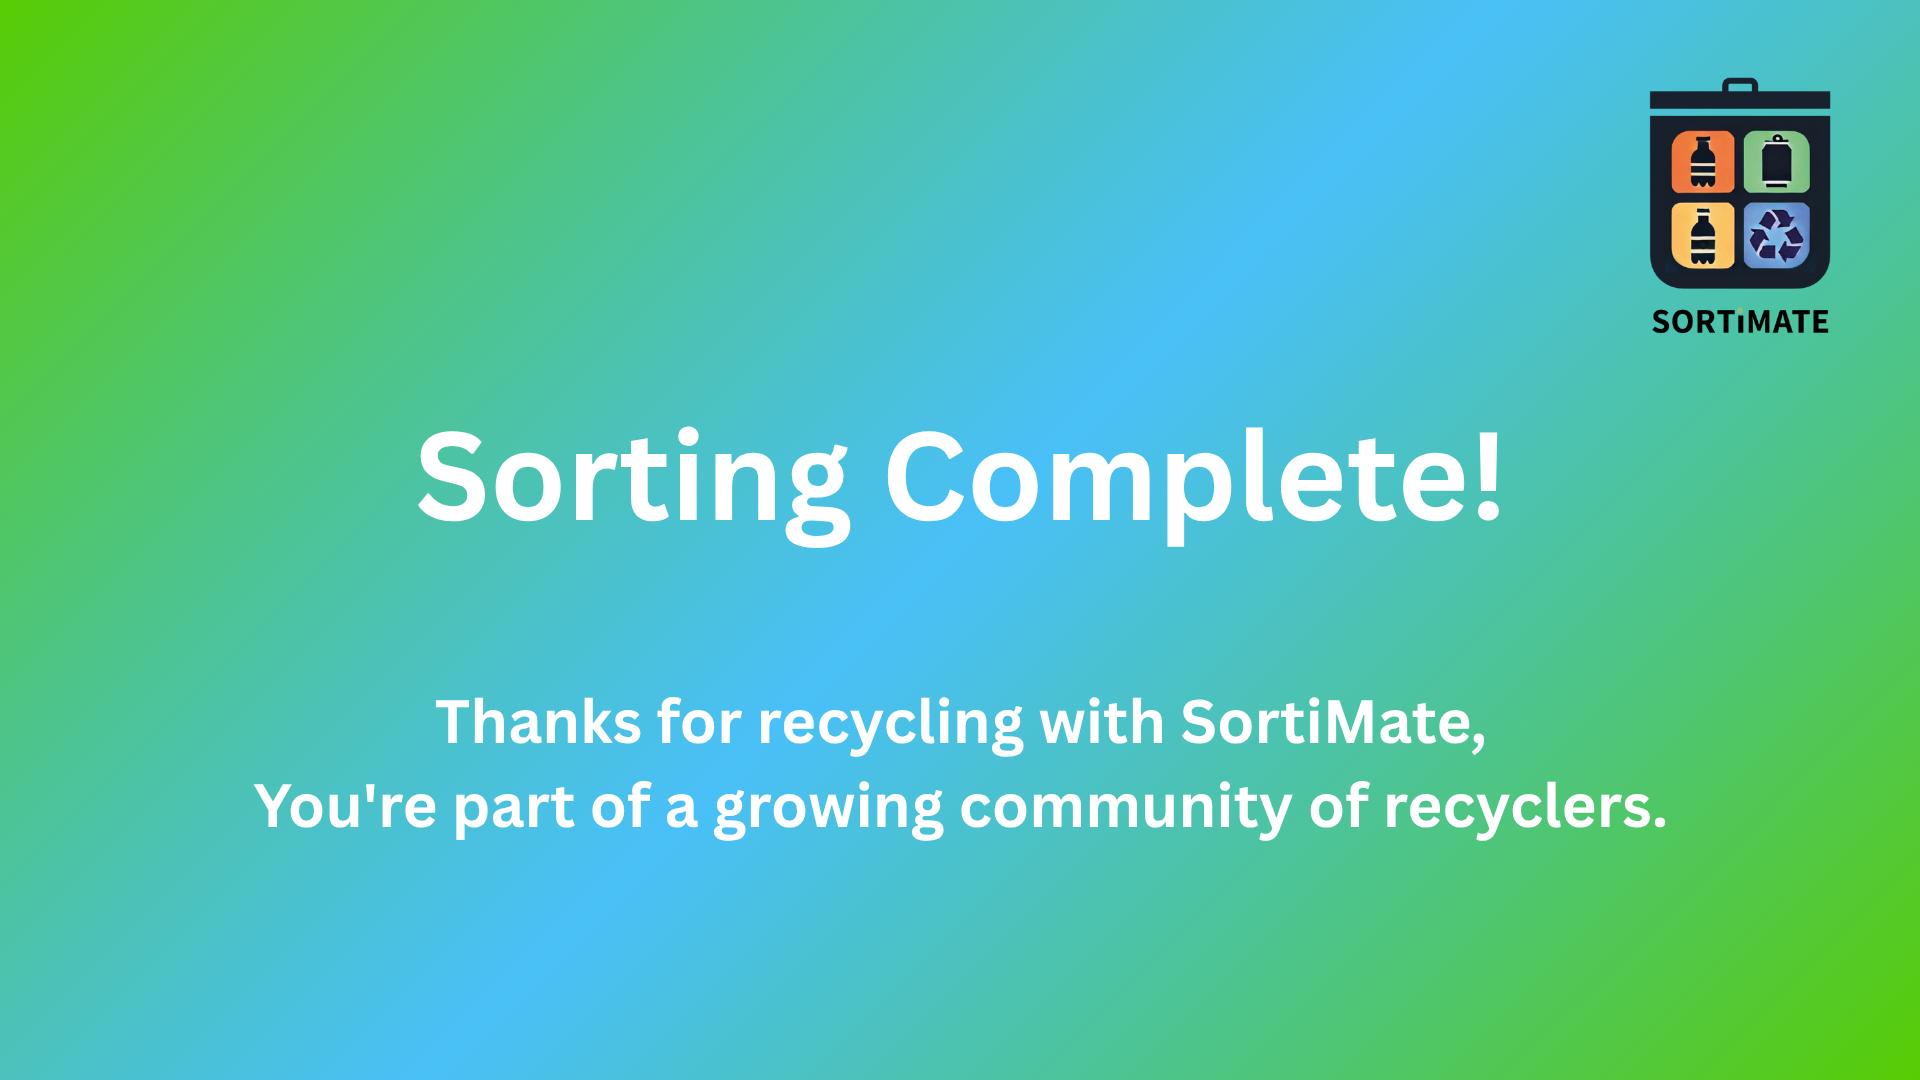 SORTiMATE
Sorting Complete!
Thanks for recycling with SortiMate,
You're part of a growing community of recyclers.